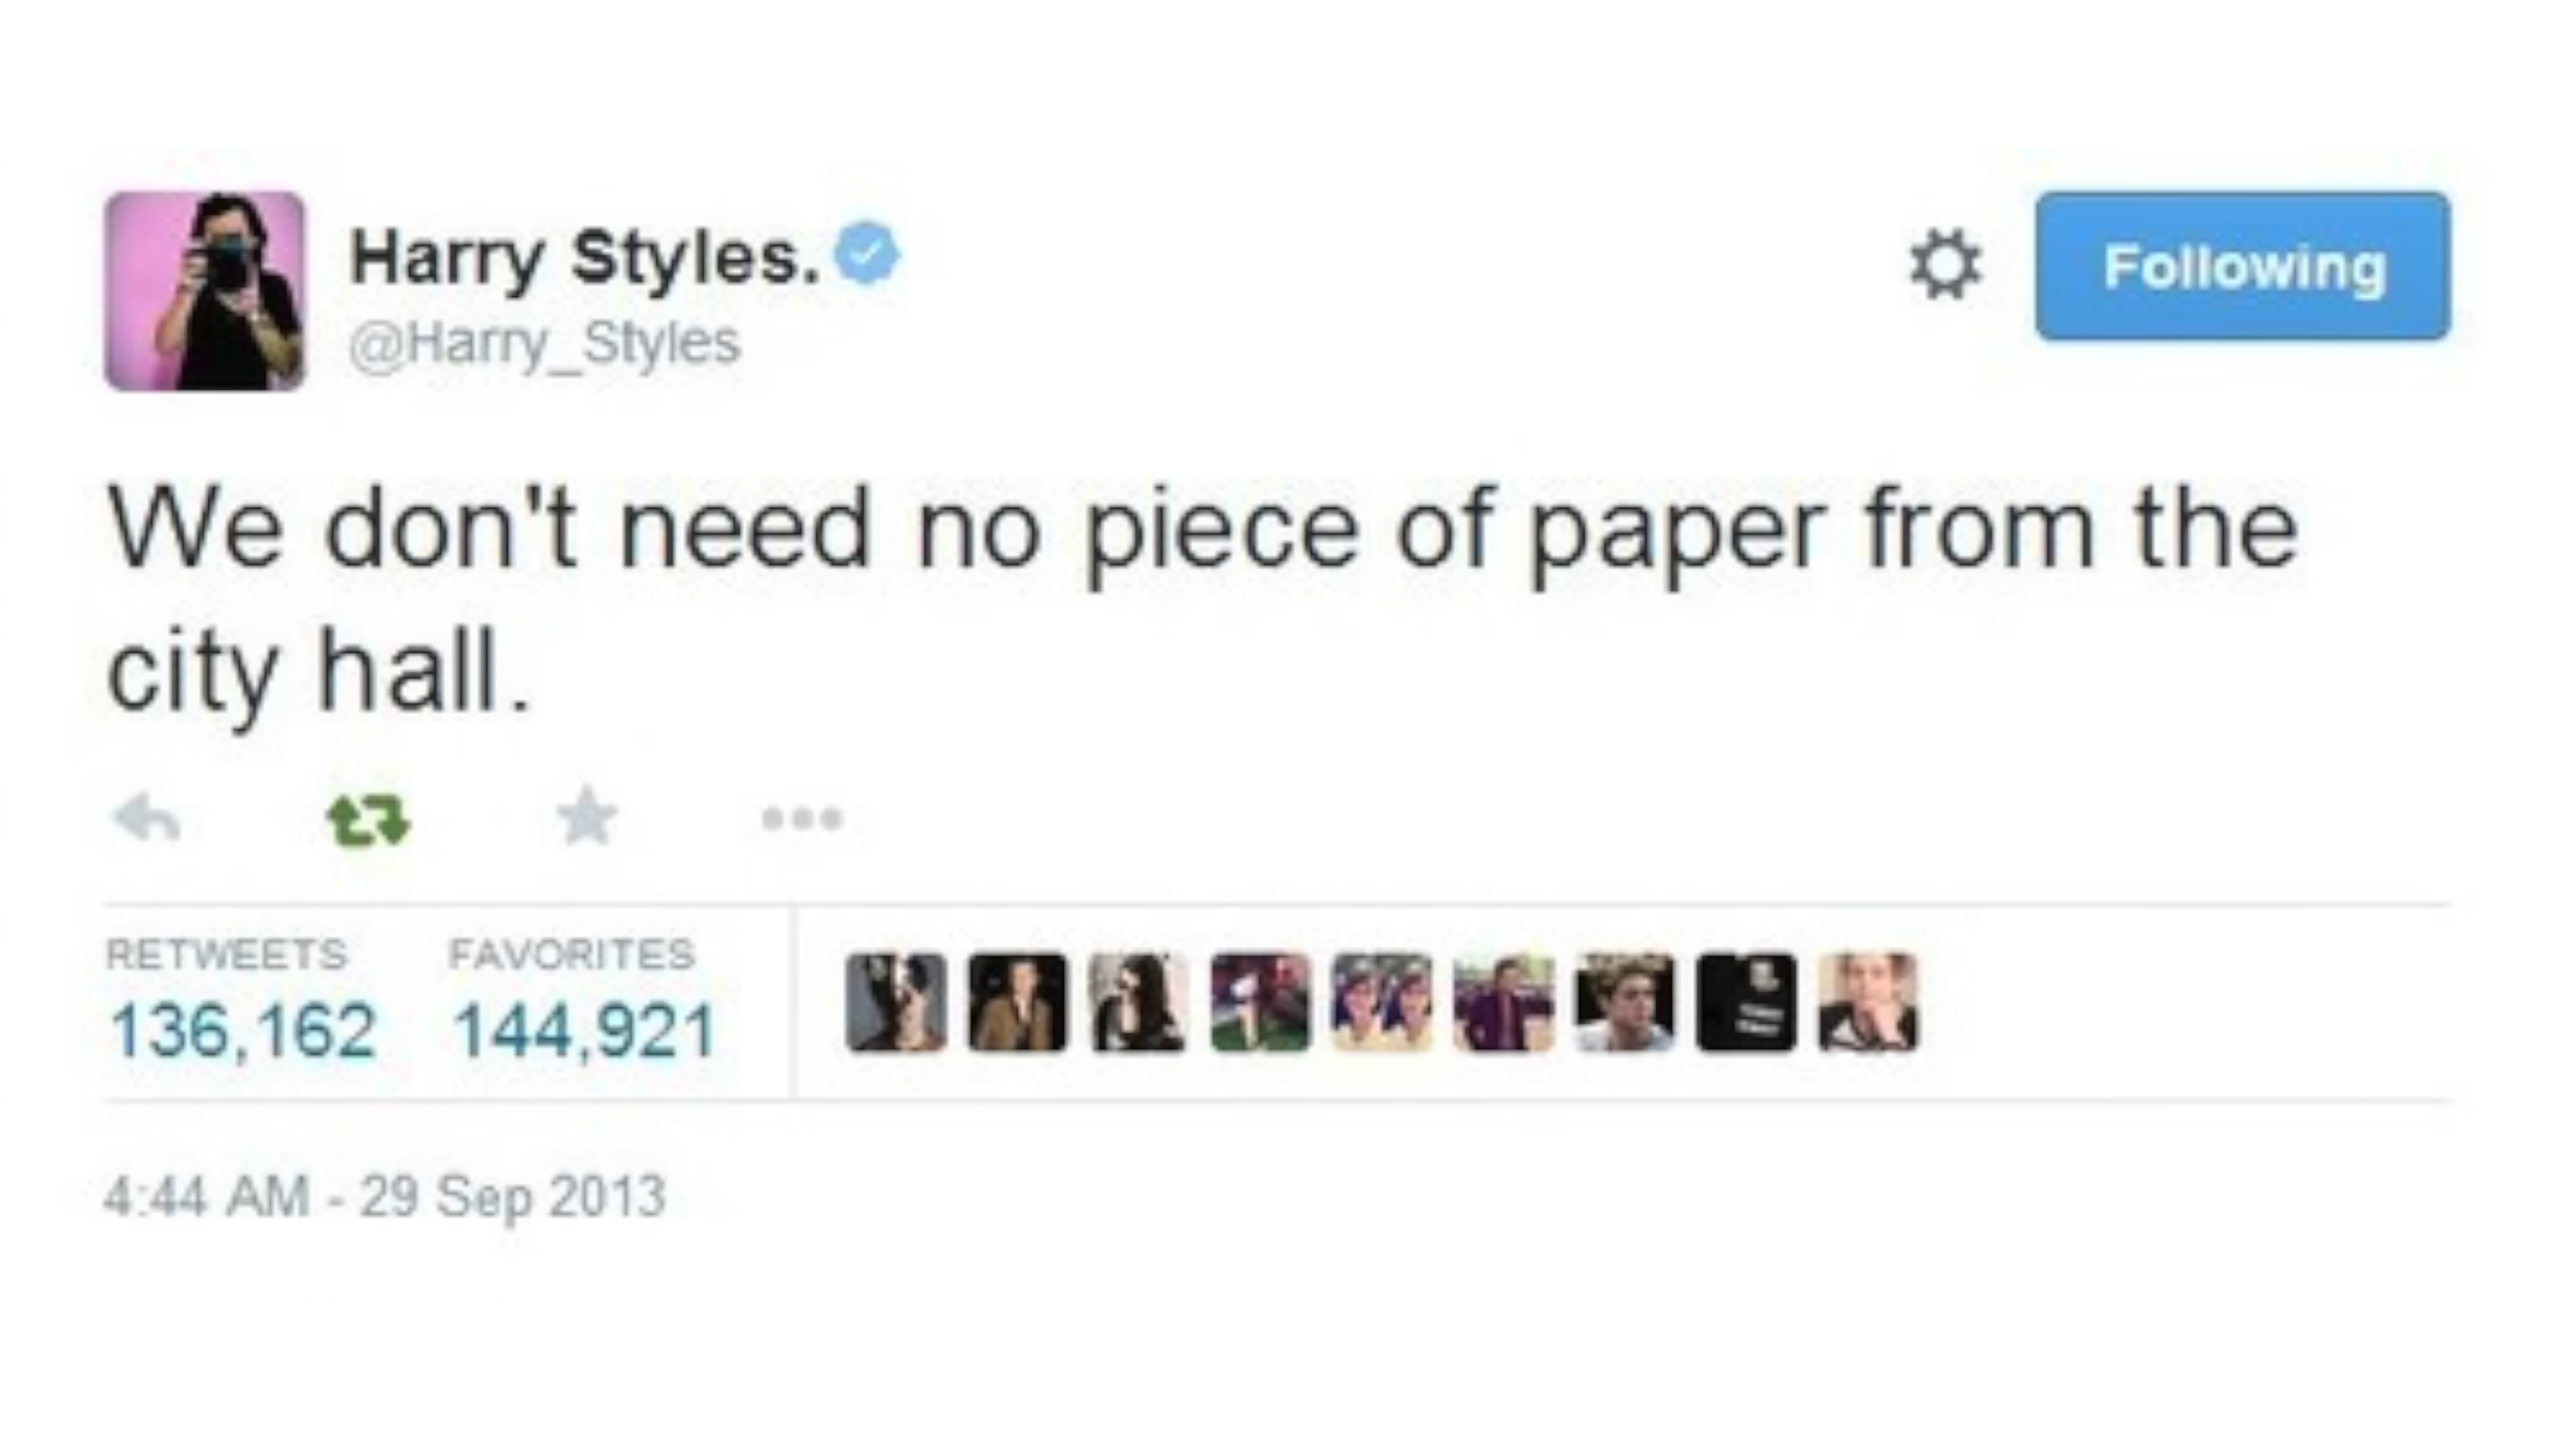 Harry Styles.
Following
@Harry_Styles
We don't need no piece of paper from the
city hall.
RETWEETS FAVORITES
136,162 144,921
4:44 AM - 29 Sep 2013